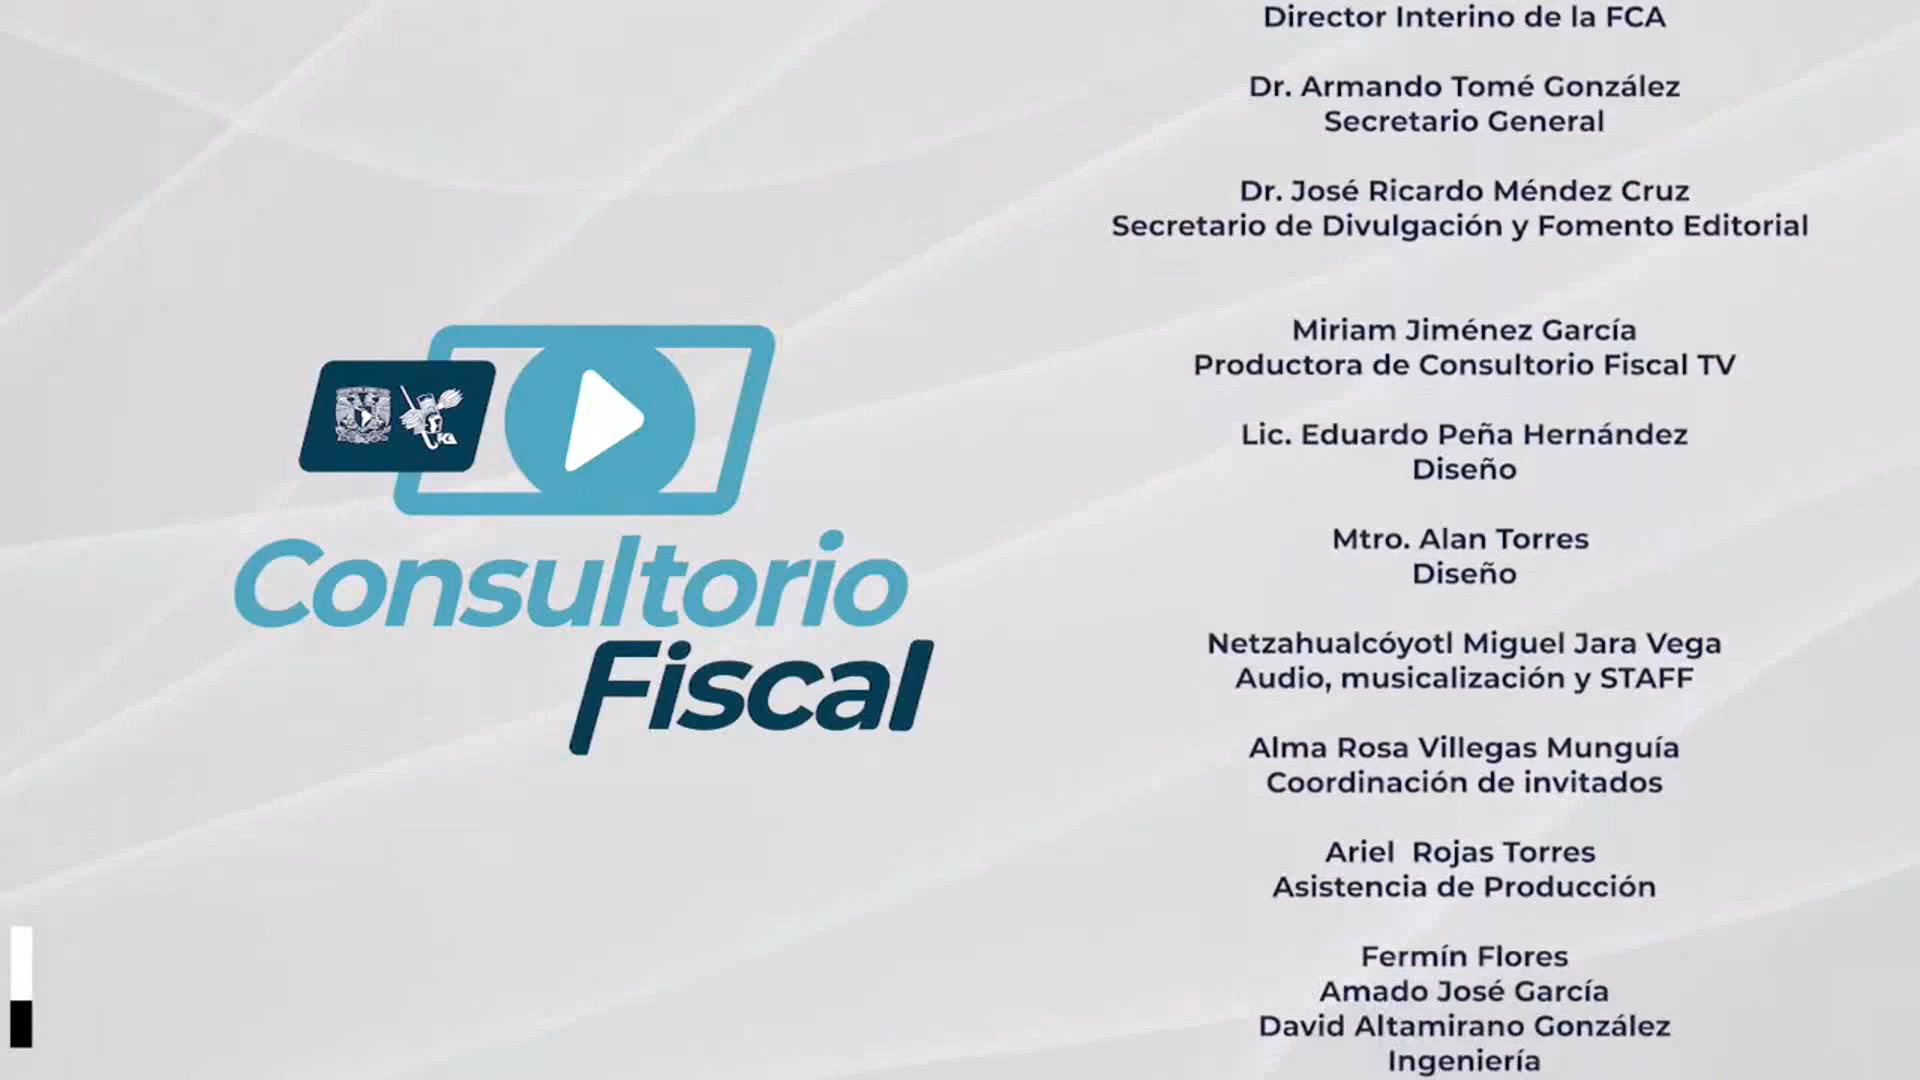 FCA
Consultorio
Fiscal
Director Interino de la FCA
Dr. Armando Tomé González
Secretario General
Dr. José Ricardo Méndez Cruz
Secretario de Divulgación y Fomento Editorial
Miriam Jiménez García
Productora de Consultorio Fiscal TV
Lic. Eduardo Peña Hernández
Diseño
Mtro. Alan Torres
Diseño
Netzahualcóyotl Miguel Jara Vega
Audio, musicalización y STAFF
Alma Rosa Villegas Munguía
Coordinación de invitados
Ariel  Rojas Torres
Asistencia de Producción
Fermín Flores
Amado José García
David Altamirano González
Ingeniería